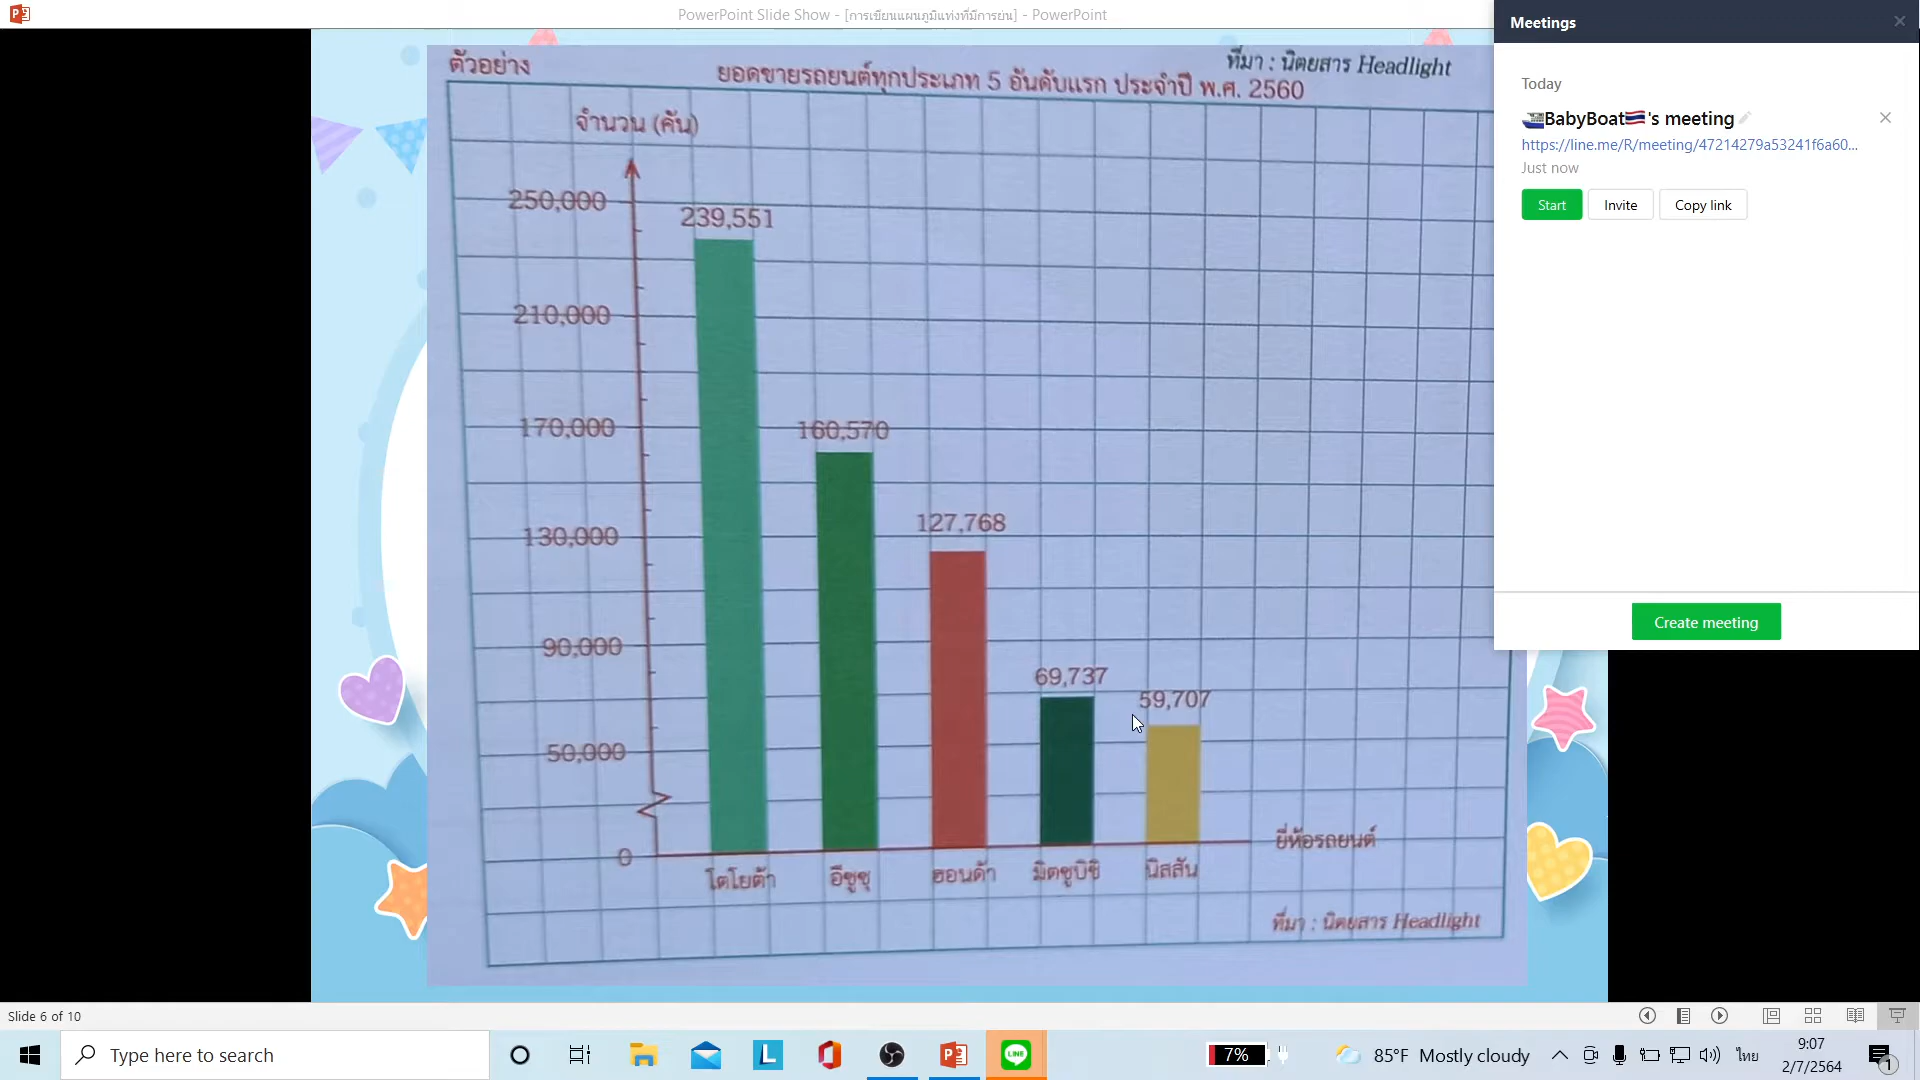 PowerPoint Slide Show - [การเขียนแผนภูมิแท่งที่มีการย่น] - PowerPoint
Meetings
Today
BabyBoat's meeting
https://line.me/R/meeting/47214279a53241f6a60...
Just now
Start
Invite
Copy link
Create meeting
ตัวอย่าง
ที่มา : นิตยสาร Headlight
ยอดขายรถยนต์ทุกประเภท 5 อันดับแรก ประจำปี พ.ศ. 2560
จำนวน (คัน)
250,000
239,551
210,000
170,000
160,570
130,000
127,768
90,000
69,737
59,707
50,000
0
ยี่ห้อรถยนต์
โตโยต้า
อีซูซุ
ฮอนด้า
มิตซูบิชิ
นิสสัน
ที่มา : นิตยสาร Headlight
Slide 6 of 10
Type here to search
L
LINE
7%
85°F Mostly cloudy
ไทย
9:07
2/7/2564
1